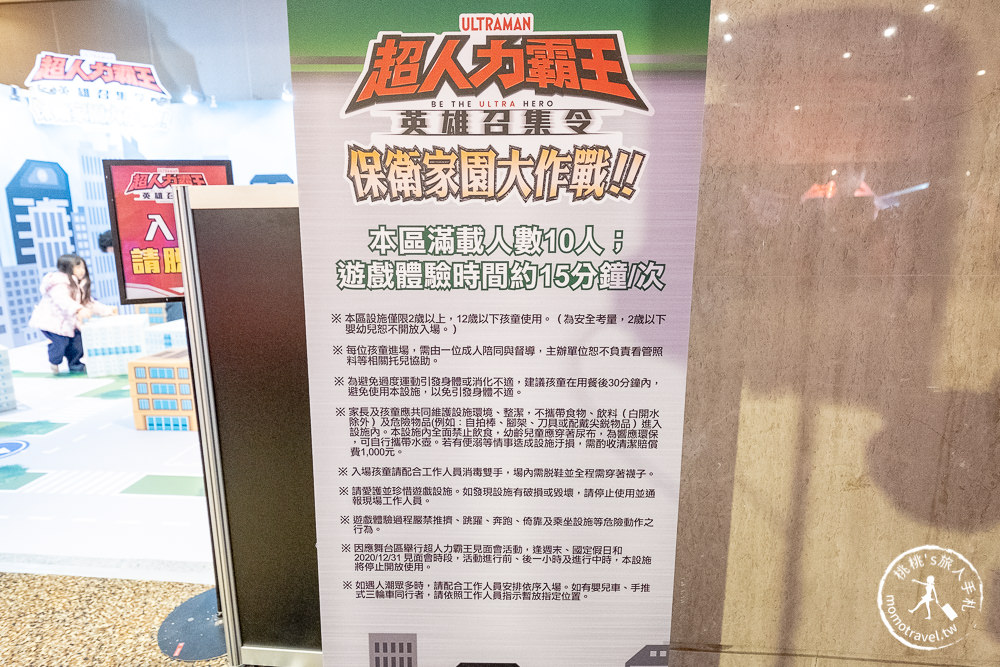 ULTRAMAN
超人力霸王
BE THE ULTRA HERO
英雄召集令
保衛家園大作戰!!
本區滿載人數10人；
遊戲體驗時間約15分鐘/次
※ 本區設施僅限2歲以上，12歲以下孩童使用。（為安全考量，2歲以下
嬰幼兒恕不開放入場。）
※ 每位孩童進場，需由一位成人陪同與督導，主辦單位恕不負責看管照
料等相關托兒協助。
※ 為避免過度運動引發身體或消化不適，建議孩童在用餐後30分鐘內，
避免使用本設施，以免引發身體不適。
※ 家長及孩童應共同維護設施環境、整潔，不攜帶食物、飲料（白開水
除外）及危險物品(例如：自拍棒、腳架、刀具或配戴尖銳物品）進入
設施內。本設施內全面禁止飲食，幼齡兒童應穿著尿布，為響應環保
，可自行攜帶水壺。若有便溺等情事造成設施汙損，需酌收清潔賠償
費1,000元。
※ 入場孩童請配合工作人員消毒雙手，場內需脫鞋並全程需穿著襪子。
※ 請愛護並珍惜遊戲設施。如發現設施有破損或毀壞，請停止使用並通
報現場工作人員。
※ 遊戲體驗過程嚴禁推擠、跳躍、奔跑、倚靠及乘坐設施等危險動作之
行為。
※ 因應舞台區舉行超人力霸王見面會活動，逢週末、國定假日和
2020/12/31 見面會時段，活動進行前、後一小時及進行中時，本設施
將停止開放使用。
※ 如遇人潮眾多時，請配合工作人員安排依序入場。如有嬰兒車、手推
式三輪車同行者，請依照工作人員指示暫放指定位置。
超人力霸王
英雄召集令
超人力霸王
英雄召
入
請脫
桃桃's旅人手札
momotravel.tw